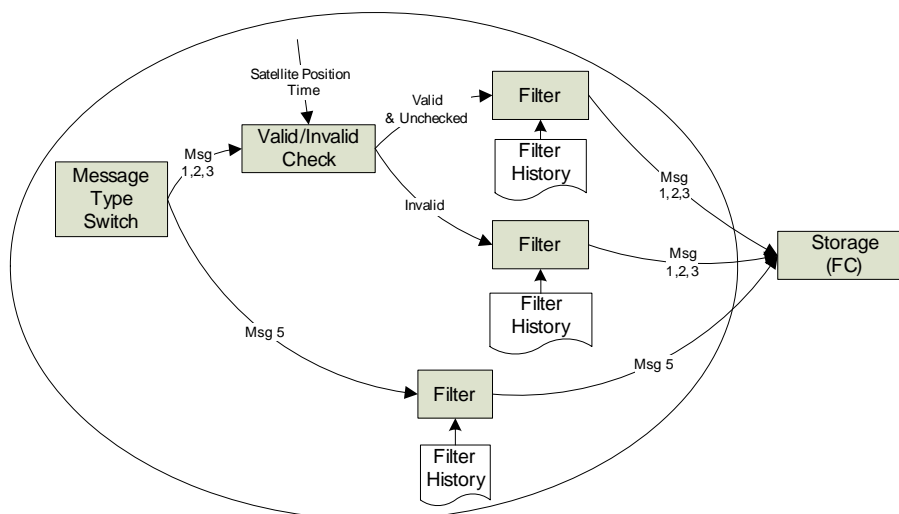 Satellite Position
Time
Valid
& Unchecked
Filter
Valid/Invalid
Check
Msg
1,2,3
Message
Type
Switch
Filter
History
Msg
1,2,3
Invalid
Filter
Msg
1,2,3
Storage
(FC)
Filter
History
Msg 5
Msg 5
Filter
Filter
History